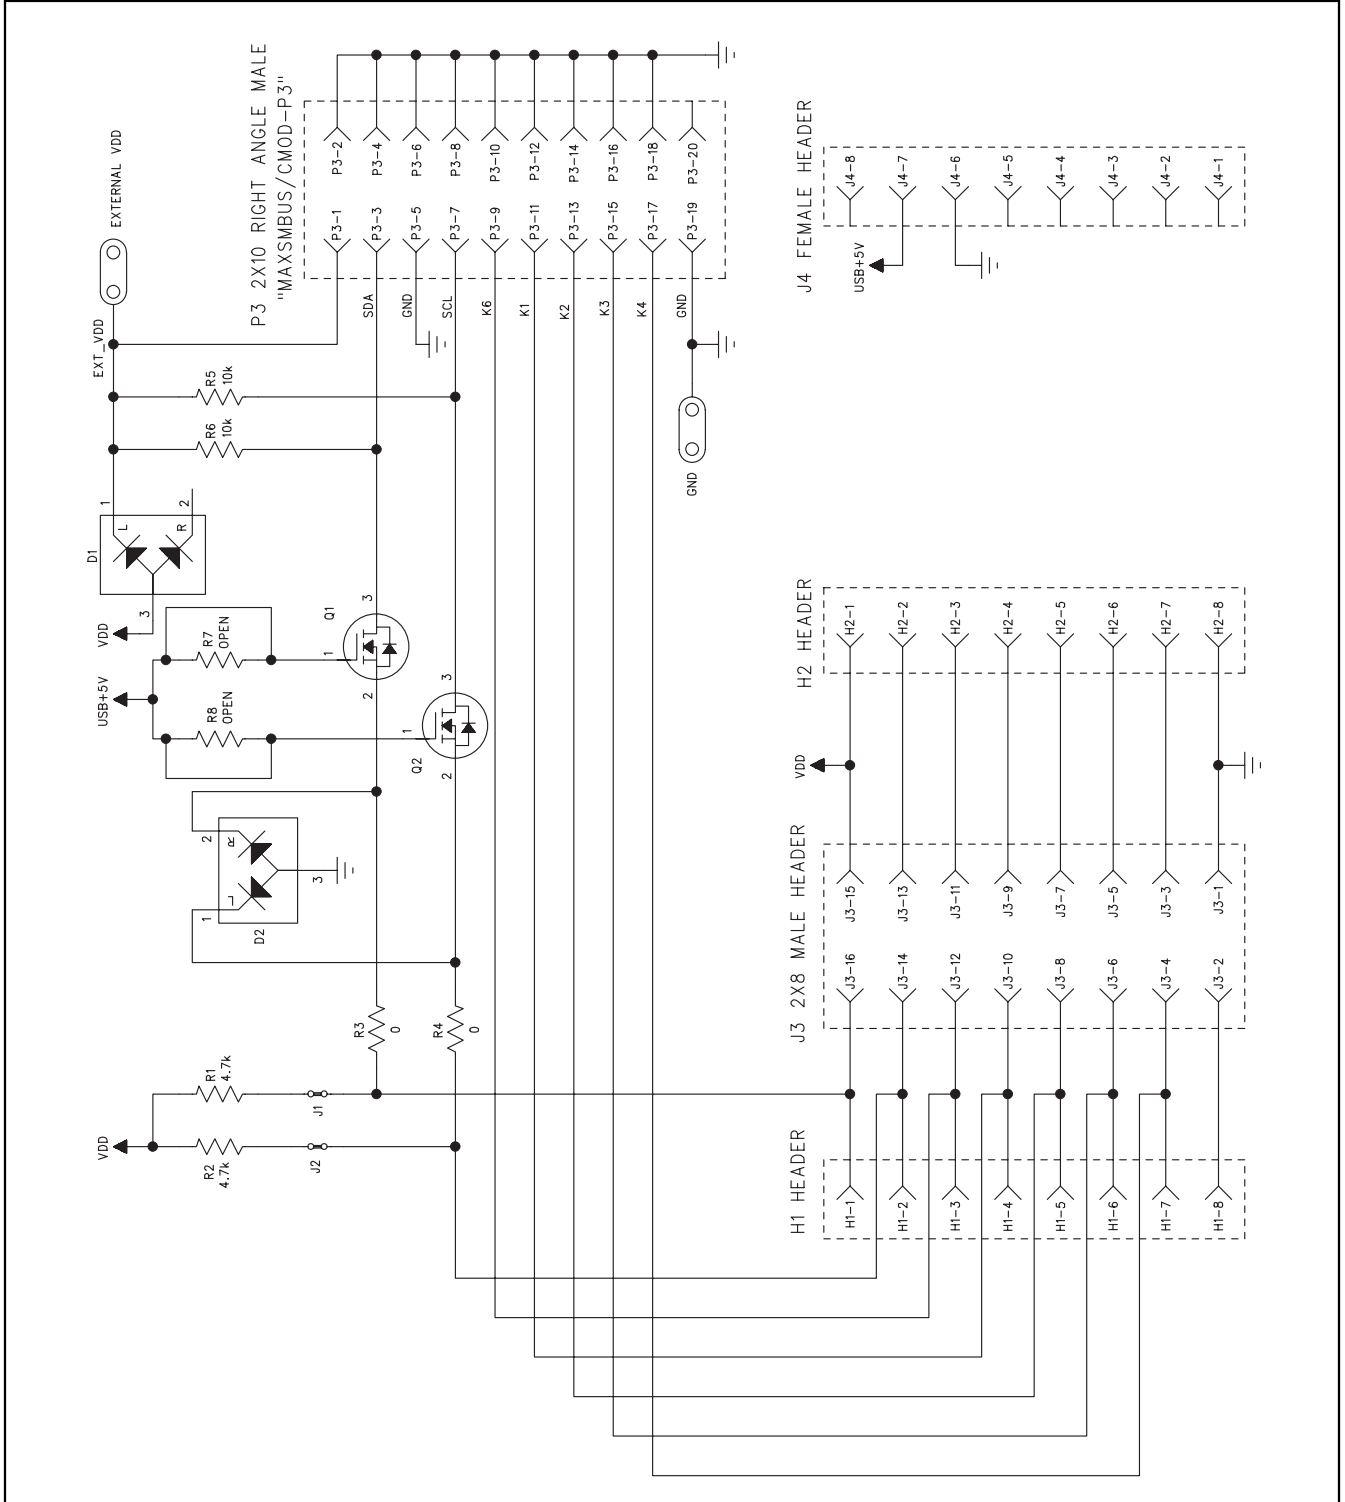 P3 2X10 RIGHT ANGLE MALE
"MAXSMBUS/CMOD-P3"
EXTERNAL VDD
EXT_VDD
P3-2
P3-4
P3-6
P3-8
P3-10
P3-12
P3-14
P3-16
P3-18
P3-20
P3-1
P3-3
P3-5
P3-7
P3-9
P3-11
P3-13
P3-15
P3-17
P3-19
SDA
GND
SCL
K6
K1
K2
K3
K4
GND
GND
R5
10k
R6
10k
D1
1
L
R
2
3
VDD
USB+5V
R7
OPEN
R8
OPEN
Q1
1
2
3
Q2
1
2
3
D2
2
R
L
1
3
R3
0
R4
0
R1
4.7k
R2
4.7k
J1
J2
VDD
J4 FEMALE HEADER
J4-8
J4-7
J4-6
J4-5
J4-4
J4-3
J4-2
J4-1
USB+5V
H2 HEADER
H2-1
H2-2
H2-3
H2-4
H2-5
H2-6
H2-7
H2-8
VDD
J3 2X8 MALE HEADER
J3-15
J3-13
J3-11
J3-9
J3-7
J3-5
J3-3
J3-1
J3-16
J3-14
J3-12
J3-10
J3-8
J3-6
J3-4
J3-2
H1 HEADER
H1-1
H1-2
H1-3
H1-4
H1-5
H1-6
H1-7
H1-8